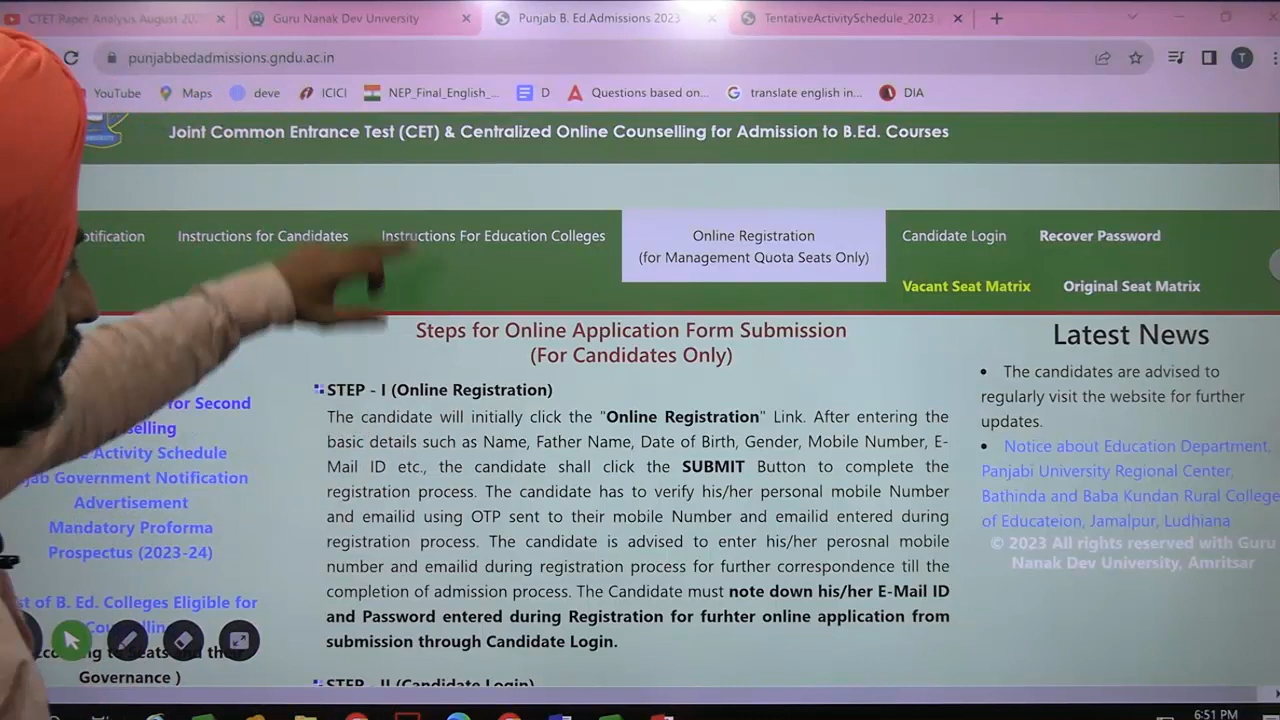 CTET Paper Analysis August 20
Guru Nanak Dev University
Punjab B. Ed.Admissions 2023
TentativeActivitySchedule_2023
punjabbedadmissions.gndu.ac.in
T
YouTube
Maps
deve
ICICI
NEP_Final_English_...
D
Questions based on...
translate english in...
DIA
Joint Common Entrance Test (CET) & Centralized Online Counselling for Admission to B.Ed. Courses
Instructions for Candidates
Instructions For Education Colleges
Online Registration
(for Management Quota Seats Only)
Candidate Login
Recover Password
Vacant Seat Matrix
Original Seat Matrix
for Second
Activity Schedule
Government Notification
Advertisement
Mandatory Proforma
Prospectus (2023-24)
of B. Ed. Colleges Eligible for
to Seats and their
Governance )
Steps for Online Application Form Submission
(For Candidates Only)
STEP - I (Online Registration)
The candidate will initially click the "Online Registration" Link. After entering the
basic details such as Name, Father Name, Date of Birth, Gender, Mobile Number, E-
Mail ID etc., the candidate shall click the SUBMIT Button to complete the
registration process. The candidate has to verify his/her personal mobile Number
and emailid using OTP sent to their mobile Number and emailid entered during
registration process. The candidate is advised to enter his/her perosnal mobile
number and emailid during registration process for further correspondence till the
completion of admission process. The Candidate must note down his/her E-Mail ID
and Password entered during Registration for furhter online application from
submission through Candidate Login.
STEP - II (Candidate Login)
Latest News
The candidates are advised to
regularly visit the website for further
updates.
Notice about Education Department,
Panjabi University Regional Center,
Bathinda and Baba Kundan Rural College
of Educateion, Jamalpur, Ludhiana
© 2023 All rights reserved with Guru
Nanak Dev University, Amritsar
6:51 PM